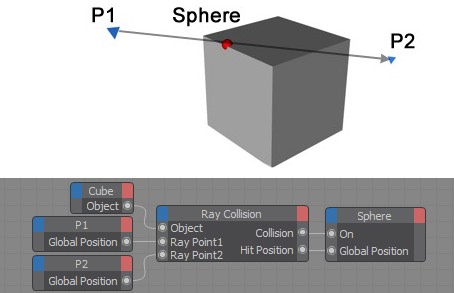 P1
Sphere
P2
Cube
Object
P1
Global Position
P2
Global Position
Ray Collision
Object
Ray Point1
Ray Point2
Collision
Hit Position
Sphere
On
Global Position